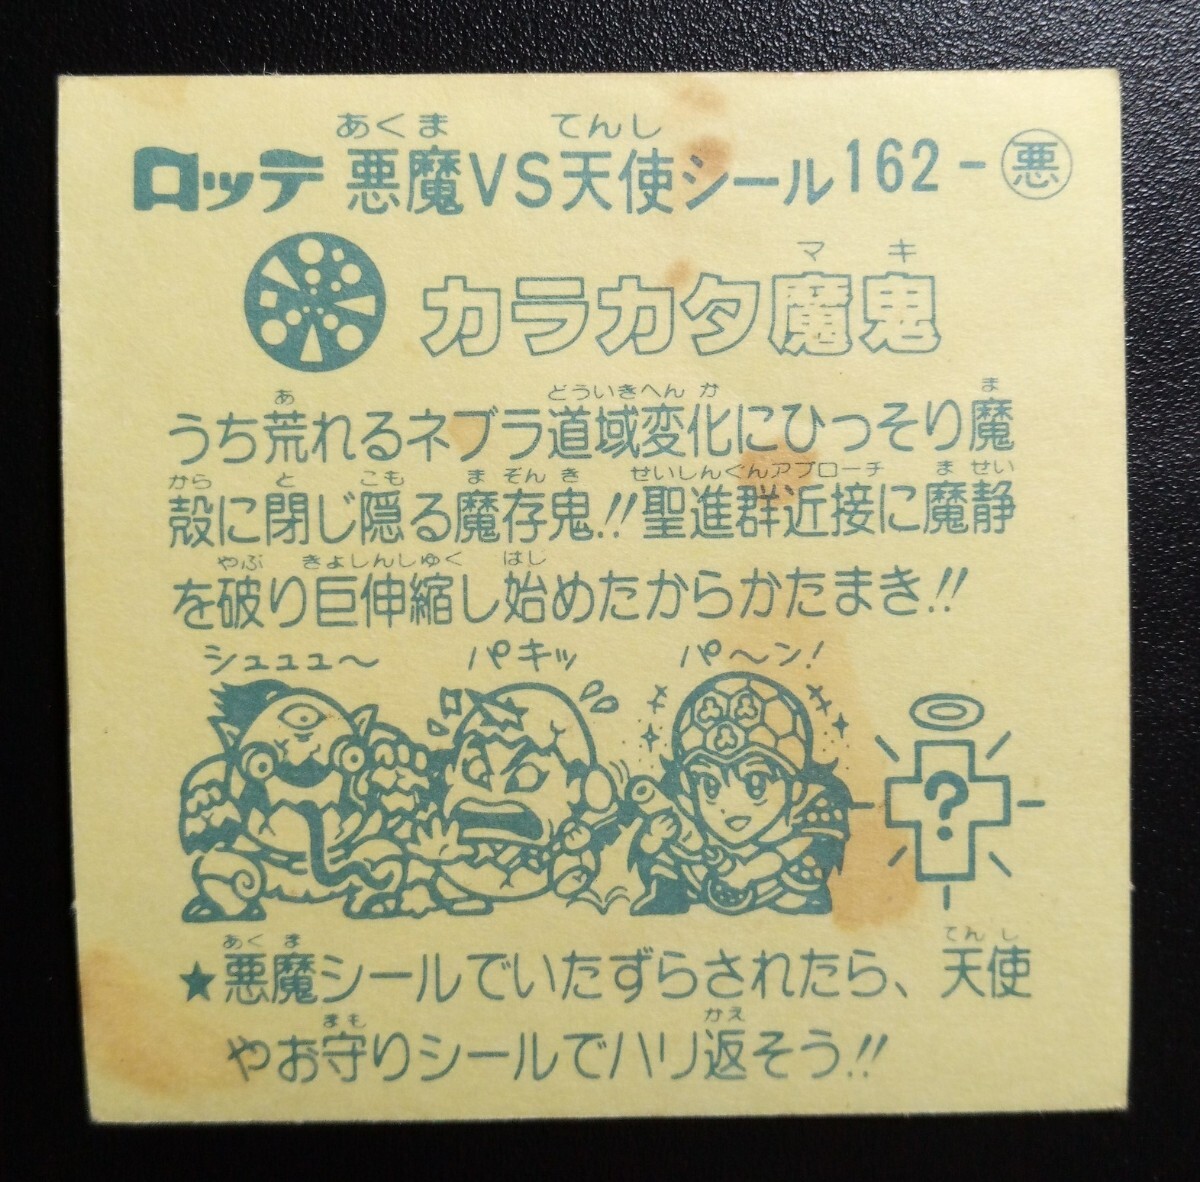 あくま てんし
ロッテ 悪魔VS天使シール162-悪
マ キ
カラカタ魔鬼
あ どういきへん か ま
うち荒れるネブラ道域変化にひっそり魔
から と こも ま ぞん き せいしんぐんアプローチ ま せい
殻に閉じ隠る魔存鬼!!聖進群近接に魔静
やぶ きょしんしゅく はじ
を破り巨伸縮し始めたからかたまき!!
シュュュ〜 パキッ パ〜ン!
?
あく ま てん し
★悪魔シールでいたずらされたら、天使
まも かえ
やお守りシールでハリ返そう!!